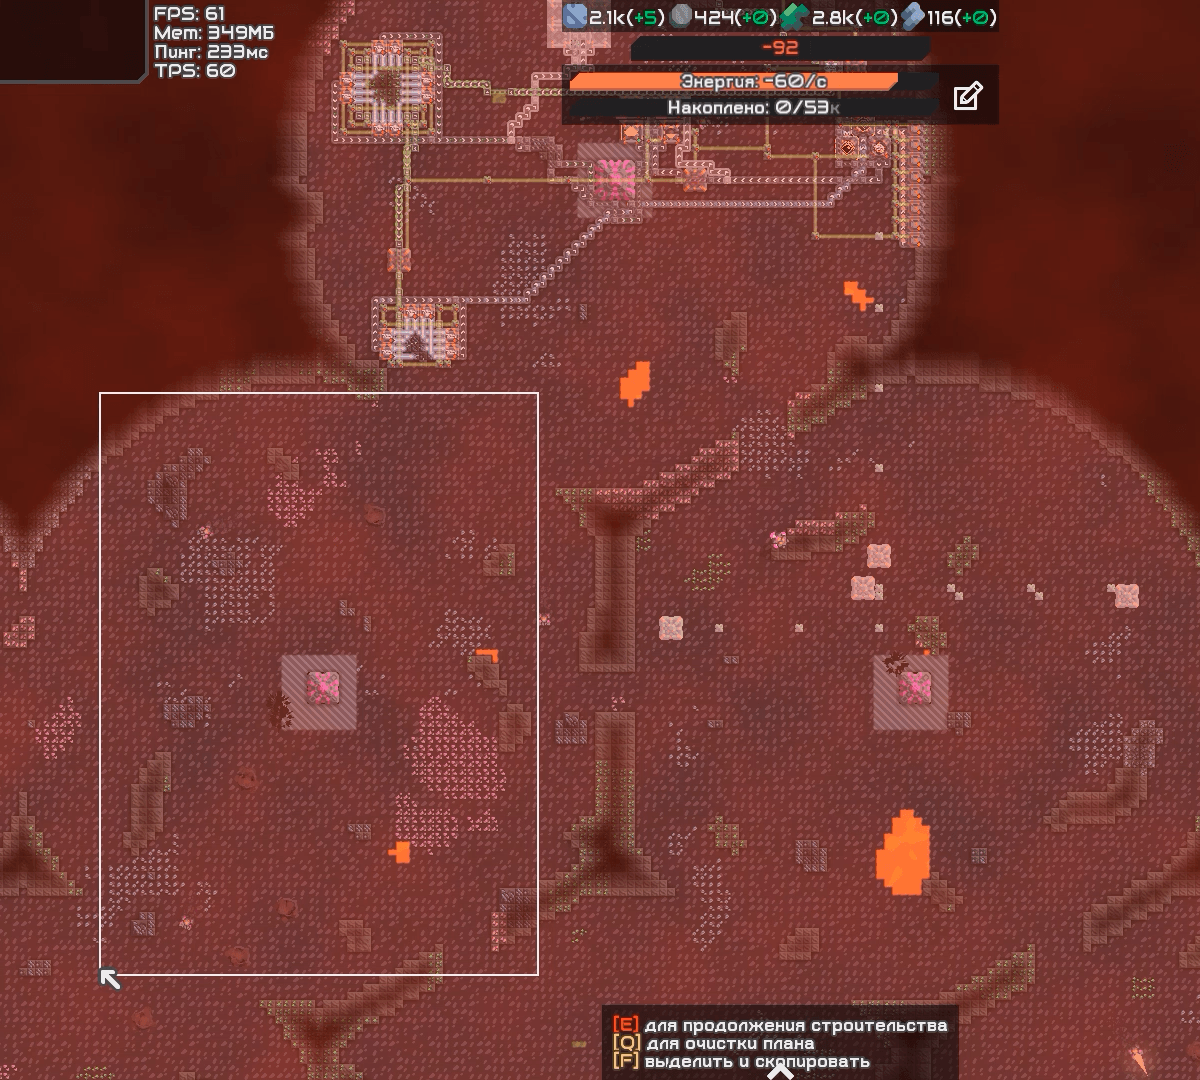 FPS: 61
Mem: 349МБ
Пинг: 233мс
TPS: 60
2.1k(+5) 424(+0) 2.8k(+0) 116(+0)
-92
Энергия: -60/с
Накоплено: 0/53к
[E] для продолжения строительства
[Q] для очистки плана
[F] выделить и скопировать